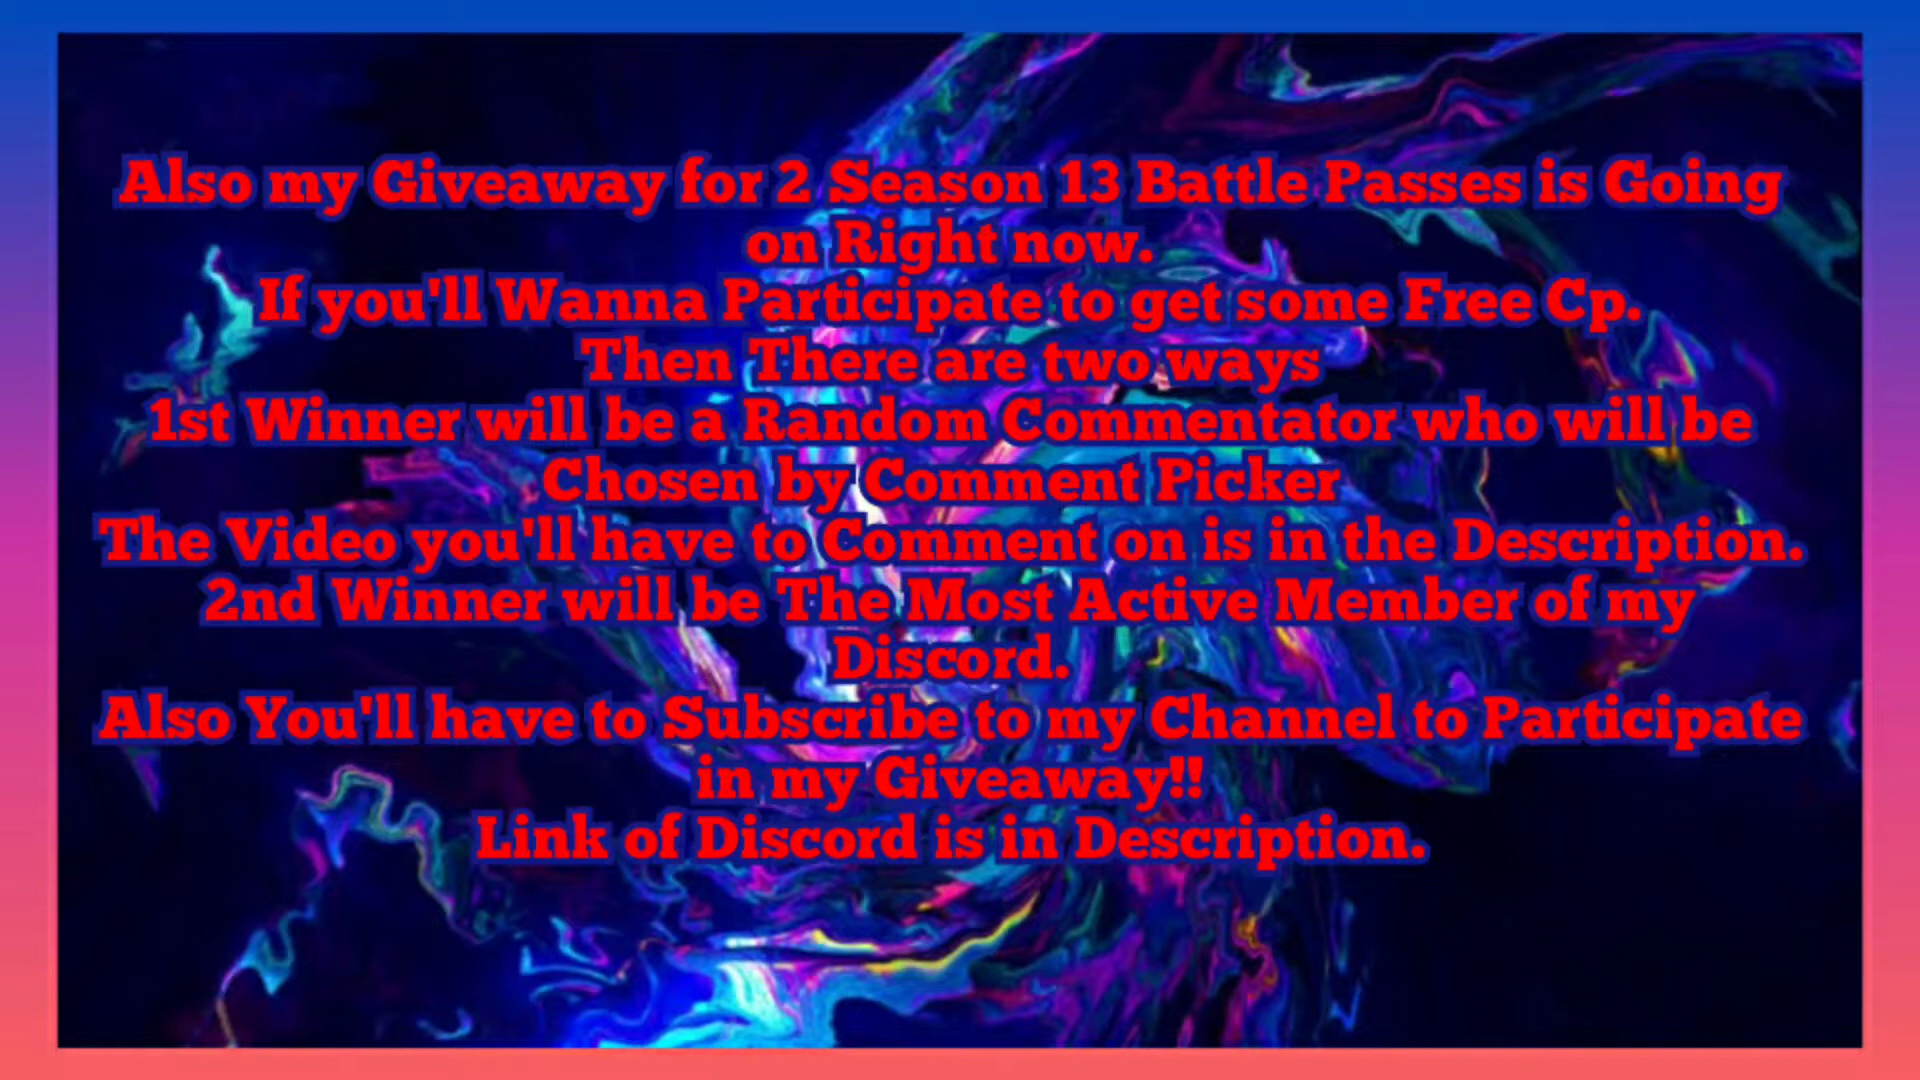 Also my Giveaway for 2 Season 13 Battle Passes is Going
on Right now.
If you'll Wanna Participate to get some Free Cp.
Then There are two ways
1st Winner will be a Random Commentator who will be
Chosen by Comment Picker
The Video you'll have to Comment on is in the Description.
2nd Winner will be The Most Active Member of my
Discord.
Also You'll have to Subscribe to my Channel to Participate
in my Giveaway!!
Link of Discord is in Description.